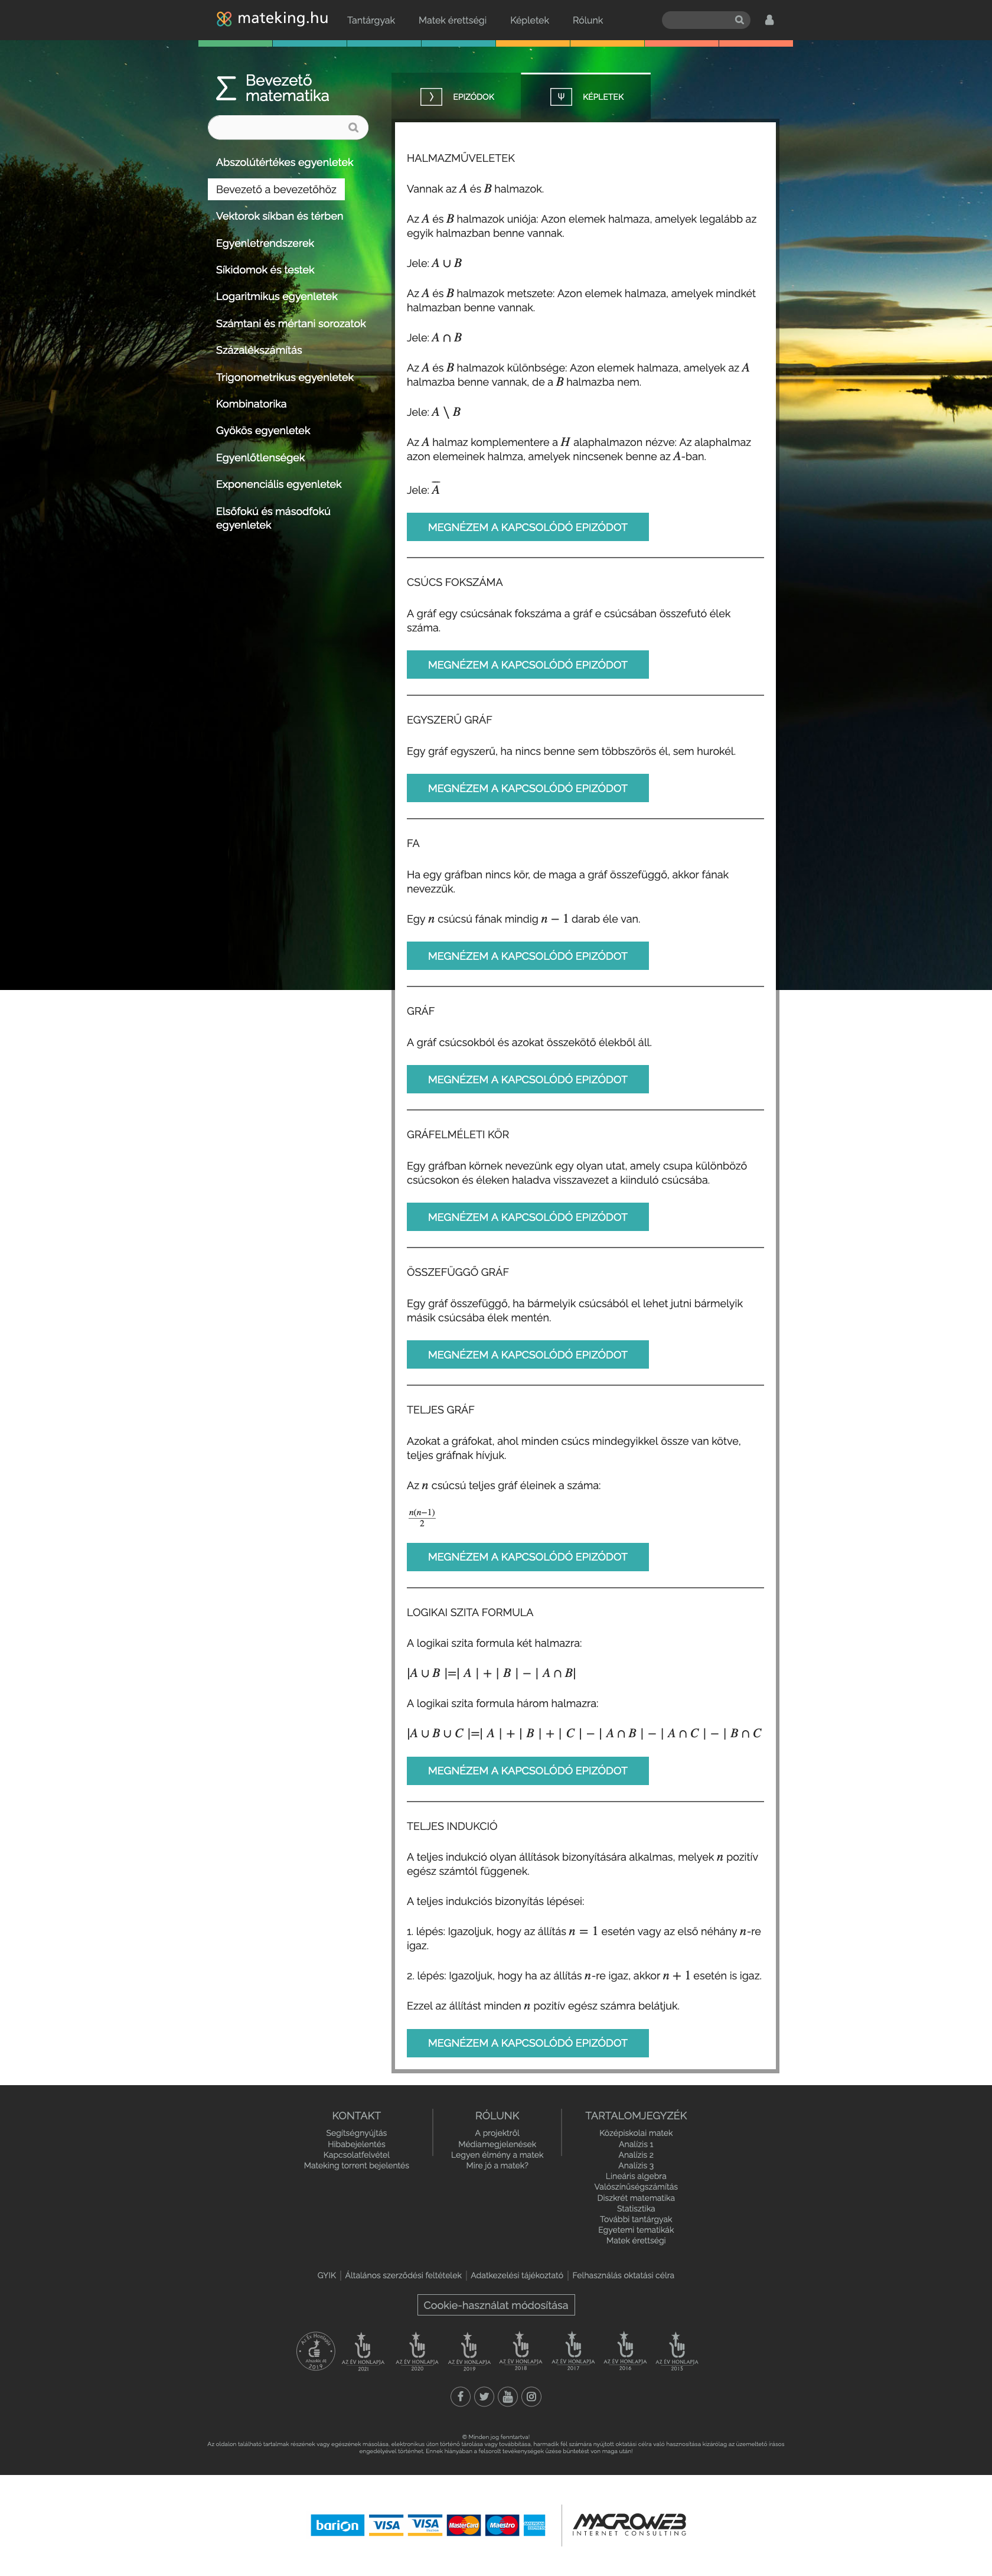 mateking.hu
Tantárgyak
Matek érettségi
Képletek
Rólunk
Bevezető
matematika
Abszolútértékes egyenletek
Bevezető a bevezetőhöz
Vektorok síkban és térben
Egyenletrendszerek
Síkidomok és testek
Logaritmikus egyenletek
Számtani és mértani sorozatok
Százalékszámítás
Trigonometrikus egyenletek
Kombinatorika
Gyökös egyenletek
Egyenlőtlenségek
Exponenciális egyenletek
Elsőfokú és másodfokú
egyenletek
EPIZÓDOK
KÉPLETEK
HALMAZMŰVELETEK
Vannak az A és B halmazok.
Az A és B halmazok uniója: Azon elemek halmaza, amelyek legalább az
egyik halmazban benne vannak.
Jele: A ∪ B
Az A és B halmazok metszete: Azon elemek halmaza, amelyek mindkét
halmazban benne vannak.
Jele: A ∩ B
Az A és B halmazok különbsége: Azon elemek halmaza, amelyek az A
halmazba benne vannak, de a B halmazba nem.
Jele: A \ B
Az A halmaz komplementere a H alaphalmazon nézve: Az alaphalmaz
azon elemeinek halmza, amelyek nincsenek benne az A-ban.
Jele: A̅
MEGNÉZEM A KAPCSOLÓDÓ EPIZÓDOT
CSÚCS FOKSZÁMA
A gráf egy csúcsának fokszáma a gráf e csúcsában összefutó élek
száma.
MEGNÉZEM A KAPCSOLÓDÓ EPIZÓDOT
EGYSZERŰ GRÁF
Egy gráf egyszerű, ha nincs benne sem többszörös él, sem hurokél.
MEGNÉZEM A KAPCSOLÓDÓ EPIZÓDOT
FA
Ha egy gráfban nincs kör, de maga a gráf összefüggő, akkor fának
nevezzük.
Egy n csúcsú fának mindig n − 1 darab éle van.
MEGNÉZEM A KAPCSOLÓDÓ EPIZÓDOT
GRÁF
A gráf csúcsokból és azokat összekötő élekből áll.
MEGNÉZEM A KAPCSOLÓDÓ EPIZÓDOT
GRÁFELMÉLETI KÖR
Egy gráfban körnek nevezünk egy olyan utat, amely csupa különböző
csúcsokon és éleken haladva visszavezet a kiinduló csúcsába.
MEGNÉZEM A KAPCSOLÓDÓ EPIZÓDOT
ÖSSZEFÜGGŐ GRÁF
Egy gráf összefüggő, ha bármelyik csúcsából el lehet jutni bármelyik
másik csúcsába élek mentén.
MEGNÉZEM A KAPCSOLÓDÓ EPIZÓDOT
TELJES GRÁF
Azokat a gráfokat, ahol minden csúcs mindegyikkel össze van kötve,
teljes gráfnak hívjuk.
Az n csúcsú teljes gráf éleinek a száma:
n(n−1)
2
MEGNÉZEM A KAPCSOLÓDÓ EPIZÓDOT
LOGIKAI SZITA FORMULA
A logikai szita formula két halmazra:
|A ∪ B |=| A | + | B | − | A ∩ B|
A logikai szita formula három halmazra:
|A ∪ B ∪ C |=| A | + | B | + | C | − | A ∩ B | − | A ∩ C | − | B ∩ C
MEGNÉZEM A KAPCSOLÓDÓ EPIZÓDOT
TELJES INDUKCIÓ
A teljes indukció olyan állítások bizonyítására alkalmas, melyek n pozitív
egész számtól függenek.
A teljes indukciós bizonyítás lépései:
1. lépés: Igazoljuk, hogy az állítás n = 1 esetén vagy az első néhány n-re
igaz.
2. lépés: Igazoljuk, hogy ha az állítás n-re igaz, akkor n + 1 esetén is igaz.
Ezzel az állítást minden n pozitív egész számra belátjuk.
MEGNÉZEM A KAPCSOLÓDÓ EPIZÓDOT
KONTAKT
Segítségnyújtás
Hibabejelentés
Kapcsolatfelvétel
Mateking torrent bejelentés
RÓLUNK
A projektről
Médiamegjelenések
Legyen élmény a matek
Mire jó a matek?
TARTALOMJEGYZÉK
Középiskolai matek
Analízis 1
Analízis 2
Analízis 3
Lineáris algebra
Valószínűségszámítás
Diszkrét matematika
Statisztika
További tantárgyak
Egyetemi tematikák
Matek érettségi
GYIK | Általános szerződési feltételek | Adatkezelési tájékoztató | Felhasználás oktatási célra
Cookie-használat módosítása
AZ ÉV HONLAPJA 2021
AZ ÉV HONLAPJA 2020
AZ ÉV HONLAPJA 2019
AZ ÉV HONLAPJA 2018
AZ ÉV HONLAPJA 2017
AZ ÉV HONLAPJA 2016
AZ ÉV HONLAPJA 2015
© Minden jog fenntartva!
Az oldalon található tartalmak részének vagy egészének másolása, elektronikus úton történő tárolása vagy továbbítása, harmadik fél számára nyújtott oktatási célra való hasznosítása kizárólag az üzemeltető írásos
engedélyével történhet. Ennek hiányában a felsorolt tevékenységek űzése büntetést von maga után!
barion
VISA
VISA
MasterCard
Maestro
MACROWEB
INTERNET CONSULTING